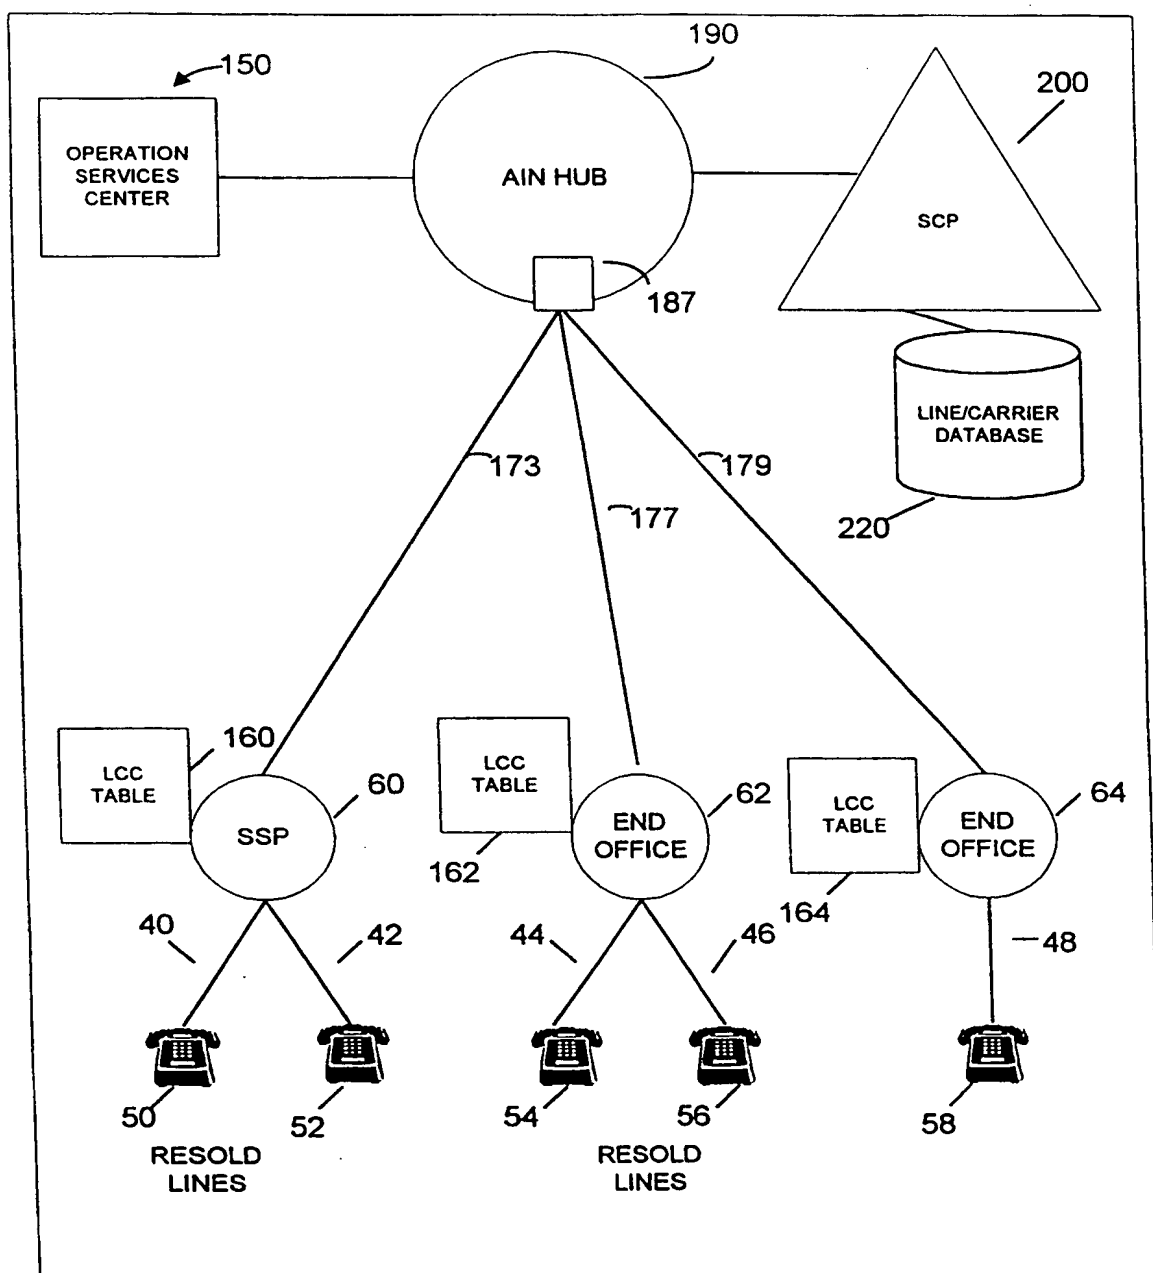 190
150
200
OPERATION
SERVICES
CENTER
AIN HUB
SCP
187
LINE/CARRIER
DATABASE
173
179
177
220
160
LCC
TABLE
60
SSP
LCC
TABLE
162
62
END
OFFICE
LCC
TABLE
164
64
END
OFFICE
40
42
44
46
48
50
52
54
56
58
RESOLD
LINES
RESOLD
LINES